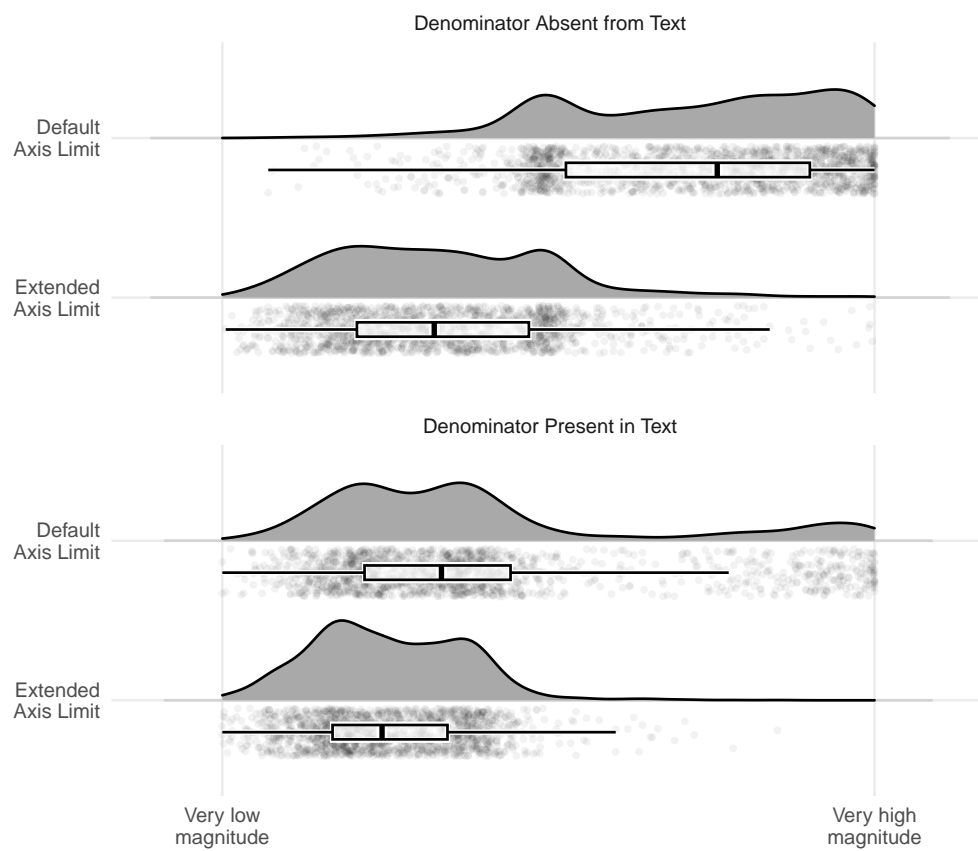 Denominator Absent from Text
Default
Axis Limit
Extended
Axis Limit
Denominator Present in Text
Default
Axis Limit
Extended
Axis Limit
Very low
magnitude
Very high
magnitude